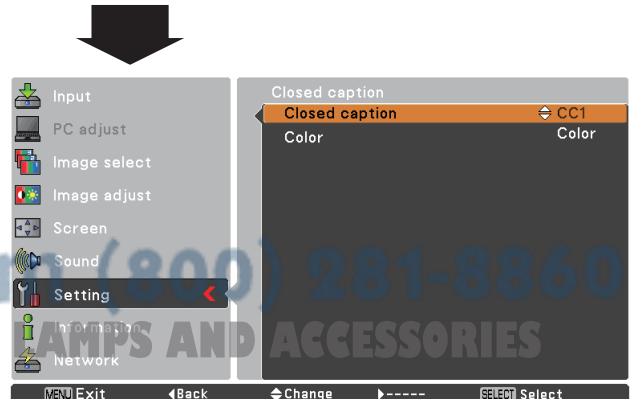 Input
PC adjust
Image select
Image adjust
Screen
Sound
Setting
Information
Network
Closed caption
Closed caption CC1
Color Color
m (800) 281-8860
LAMPS AND ACCESSORIES
MENU Exit Back Change ----- SELECT Select